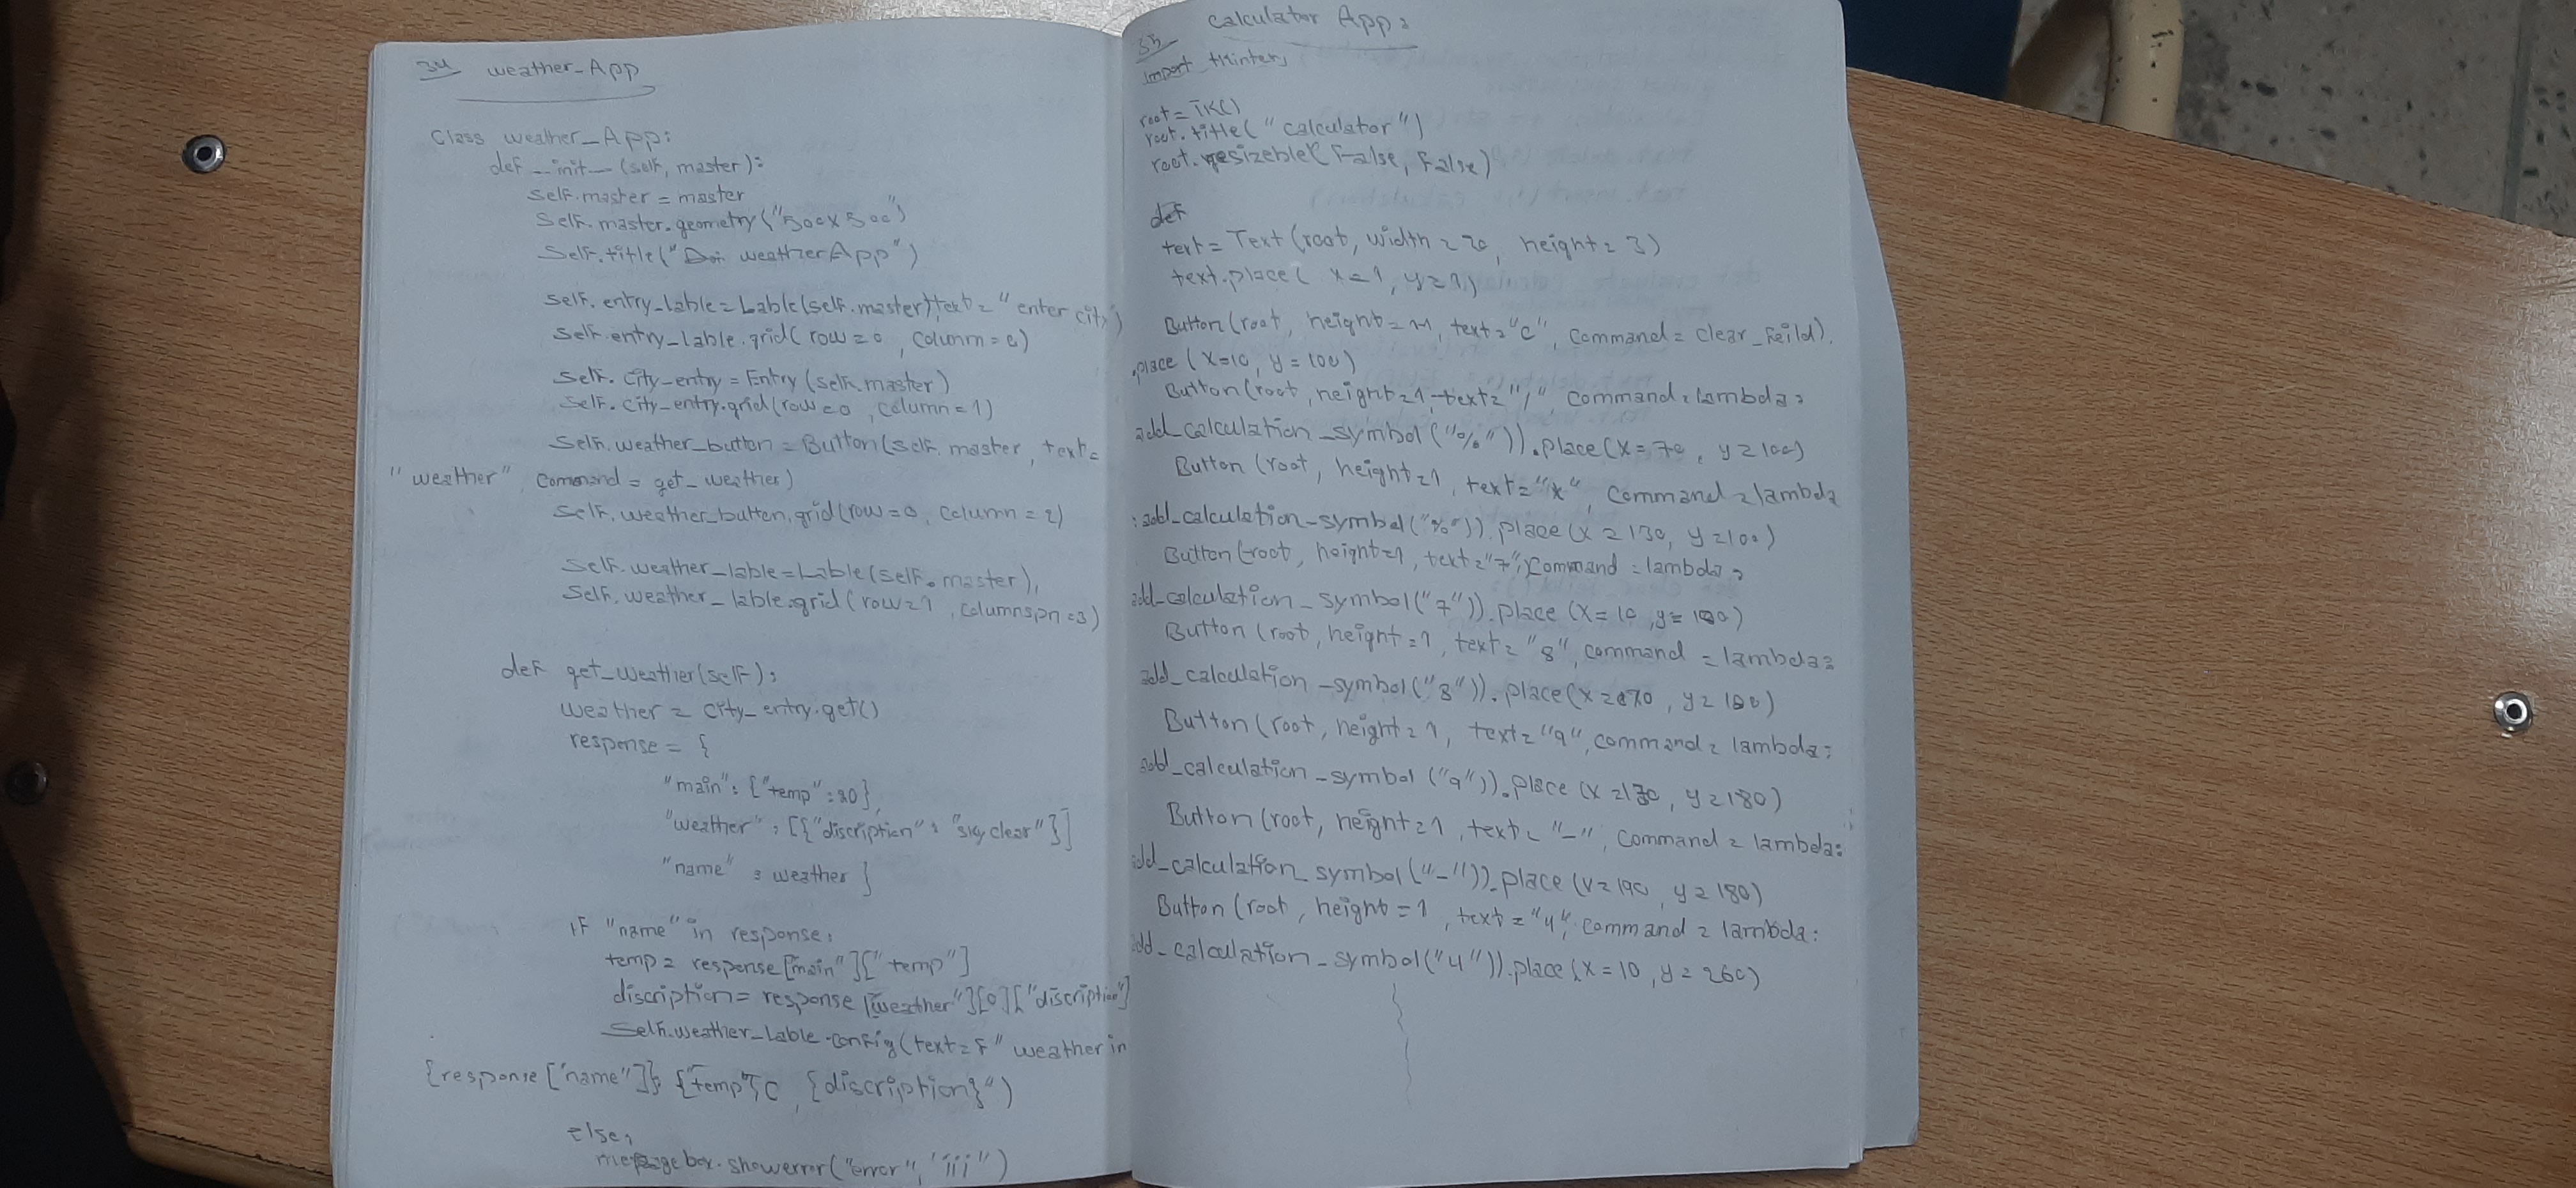 weather_App
Class weather_App:
def __init__(self, master):
self.master = master
self.master.geometry("500x500")
self.title(" weatherApp")
self.entry_lable = Lable(self.master, text = "enter city")
self.entry_lable.grid(row=0, column=0)
self.city_entry = Entry(self.master)
self.city_entry.grid(row=0, column=1)
self.weather_button = Button(self.master, text=
"weather", command = get_weather)
self.weather_button.grid(row=0, column=2)
self.weather_lable = Lable(self.master),
self.weather_lable.grid(row=1, columnspn=3)
def get_weather(self):
weather = city_entry.get()
response = {
"main": {"temp":30},
"weather": [{"discription": "sky clear"}]
"name": weather}
if "name" in response:
temp = response["main"]["temp"]
discription = response["weather"][0]["discription"]
self.weather_lable.config(text=f"weather in
{response['name']}{temp}c, {discription}")
else:
.showerror("error", "iii")
Calculator App:
import tkinter
root = Tk()
root.title("calculator")
root.resizeble(False, False)
def
text = Text(root, width=20, height=3)
text.place(x=1, y=1)
Button(root, height=1, text="c", command=clear_feild).
place(x=10, y=100)
Button(root, height=1, text="/" command=lambda:
add_calculation_symbol("%")).place(x=70, y=100)
Button(root, height=1, text="x" command=lambda
:add_calculation_symbol("%")).place(x=130, y=100)
Button(root, height=1, text="7", command=lambda:
add_calculation_symbol("7")).place(x=10, y=180)
Button(root, height=1, text="8", command=lambda:
add_calculation_symbol("8")).place(x=70, y=180)
Button(root, height=1, text="9", command=lambda:
add_calculation_symbol("9")).place(x=130, y=180)
Button(root, height=1, text="-", command=lambda:
add_calculation_symbol("-")).place(x=190, y=180)
Button(root, height=1, text="4", command=lambda:
add_calculation_symbol("4")).place(x=10, y=260)